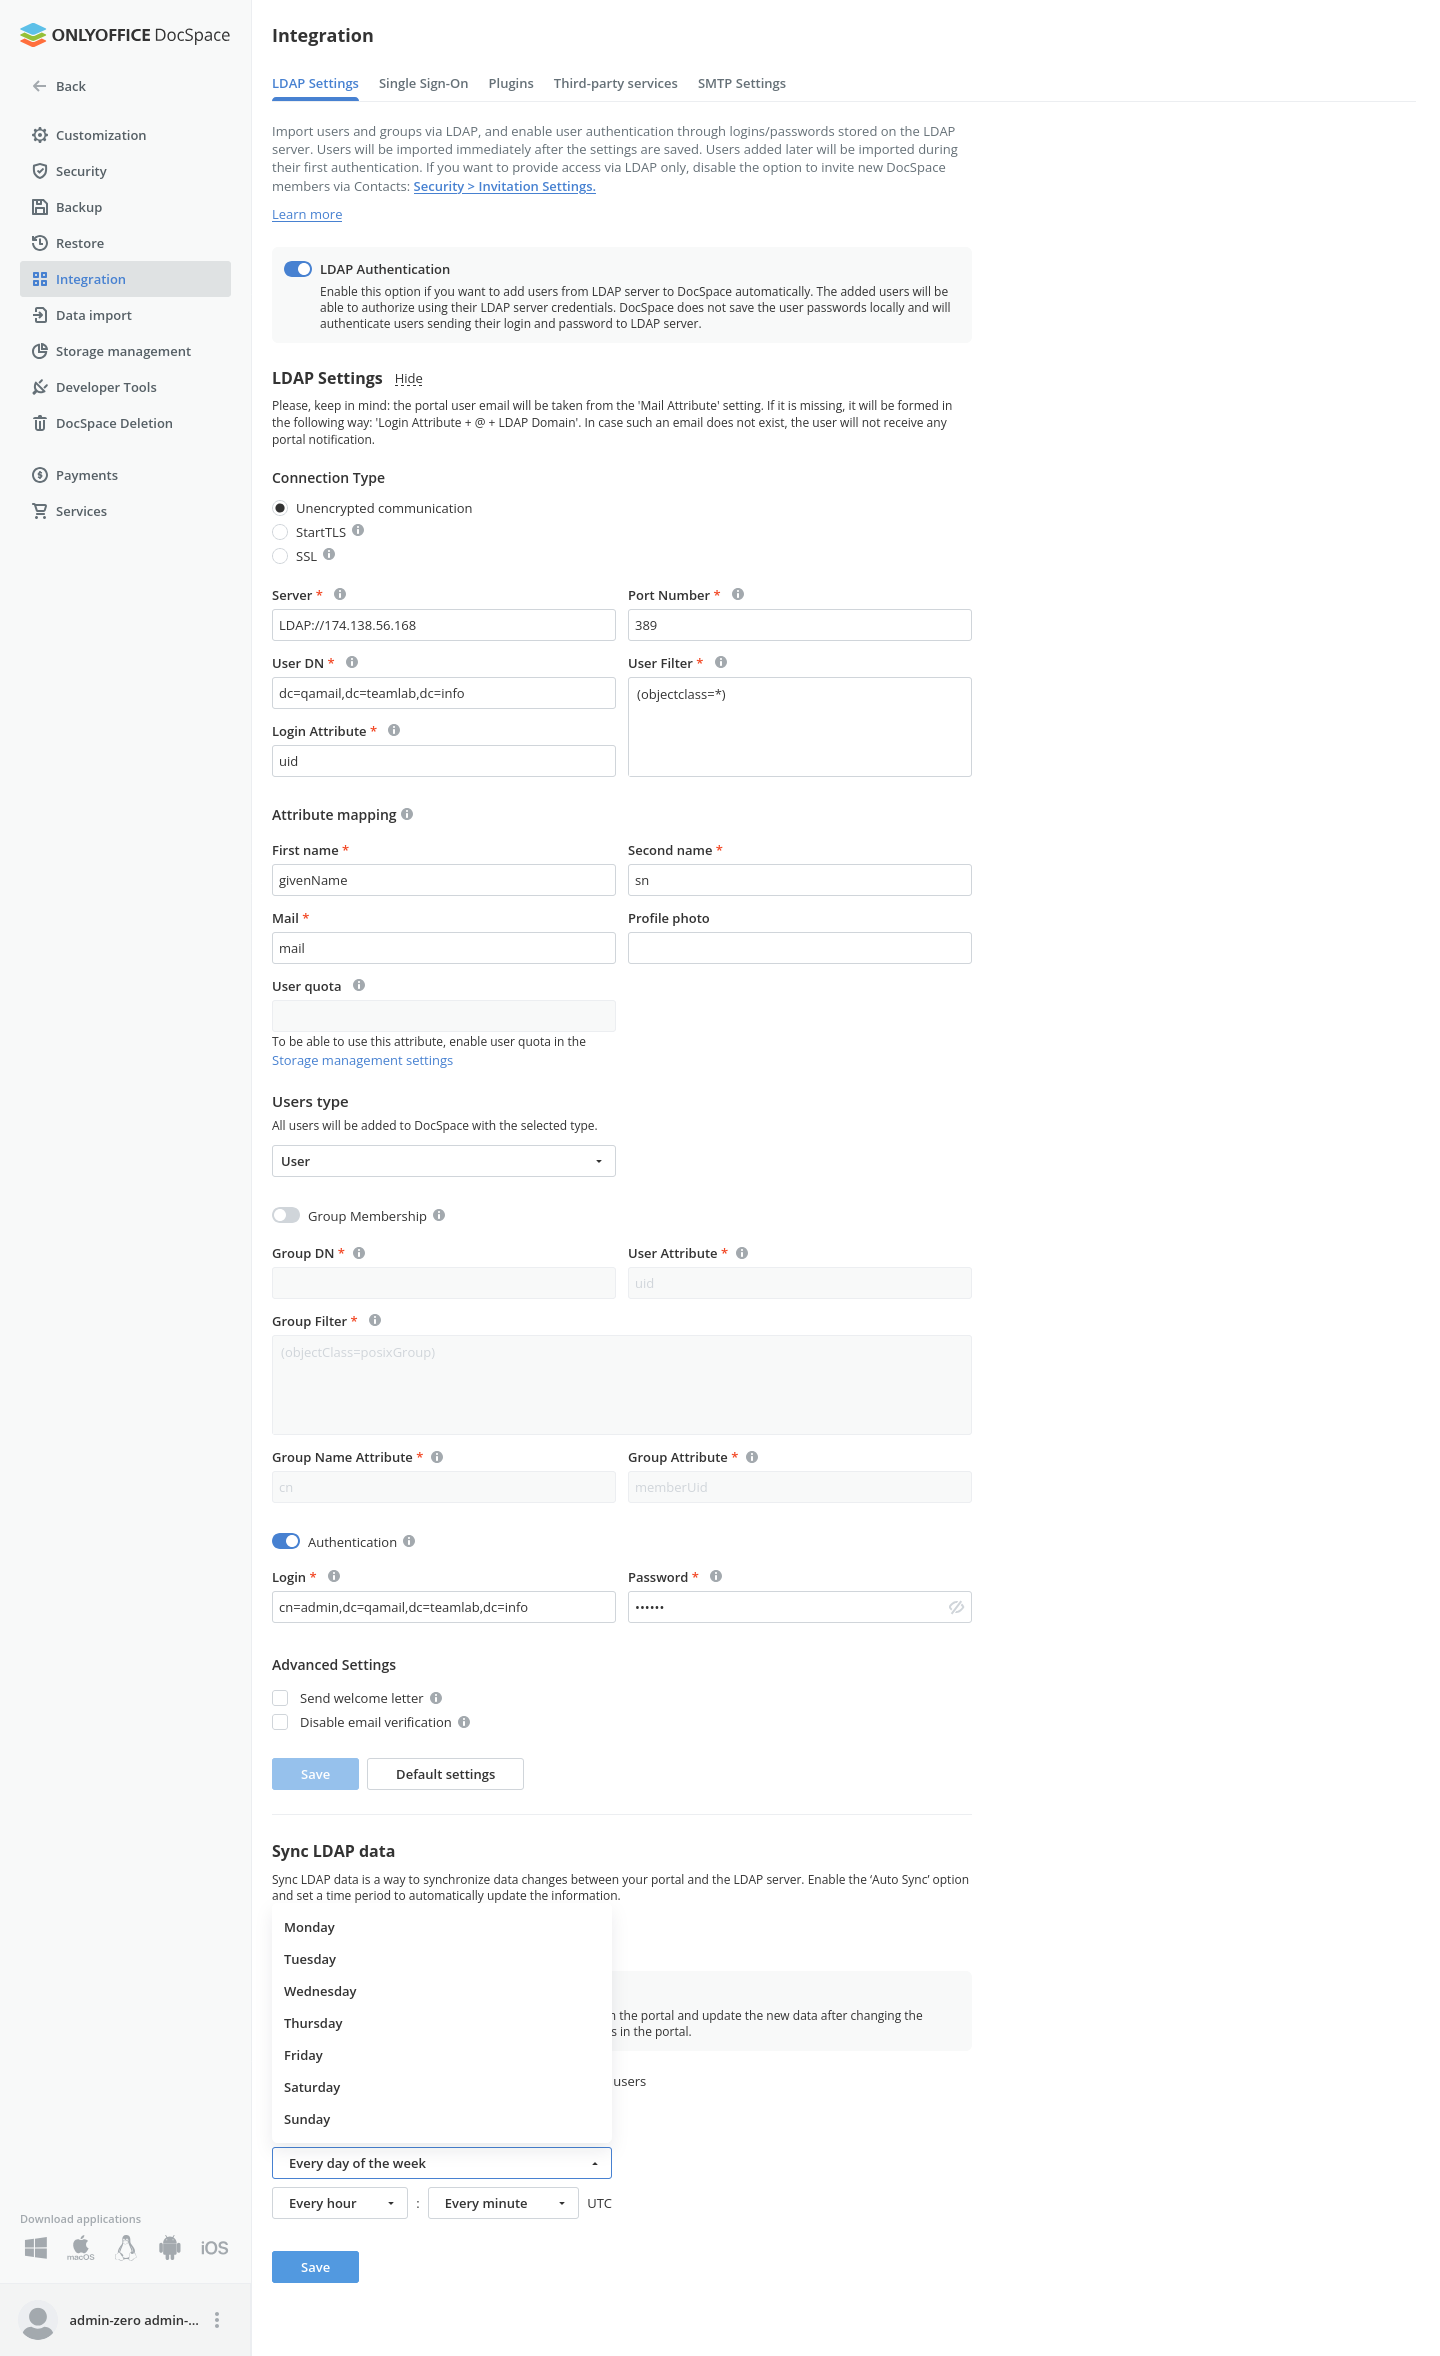 ONLYOFFICE DocSpace
Back
Customization
Security
Backup
Restore
Integration
Data import
Storage management
Developer Tools
DocSpace Deletion
Payments
Services
Download applications
macOS
iOS
admin-zero admin-...
Integration
LDAP Settings Single Sign-On Plugins Third-party services SMTP Settings
Import users and groups via LDAP, and enable user authentication through logins/passwords stored on the LDAP
server. Users will be imported immediately after the settings are saved. Users added later will be imported during
their first authentication. If you want to provide access via LDAP only, disable the option to invite new DocSpace
members via Contacts: Security > Invitation Settings.
Learn more
LDAP Authentication
Enable this option if you want to add users from LDAP server to DocSpace automatically. The added users will be
able to authorize using their LDAP server credentials. DocSpace does not save the user passwords locally and will
authenticate users sending their login and password to LDAP server.
LDAP Settings Hide
Please, keep in mind: the portal user email will be taken from the 'Mail Attribute' setting. If it is missing, it will be formed in
the following way: 'Login Attribute + @ + LDAP Domain'. In case such an email does not exist, the user will not receive any
portal notification.
Connection Type
Unencrypted communication
StartTLS
SSL
Server * Port Number *
LDAP://174.138.56.168 389
User DN * User Filter *
dc=qamail,dc=teamlab,dc=info (objectclass=*)
Login Attribute *
uid
Attribute mapping
First name * Second name *
givenName sn
Mail * Profile photo
mail
User quota
To be able to use this attribute, enable user quota in the
Storage management settings
Users type
All users will be added to DocSpace with the selected type.
User
Group Membership
Group DN * User Attribute *
uid
Group Filter *
(objectClass=posixGroup)
Group Name Attribute * Group Attribute *
cn memberUid
Authentication
Login * Password *
cn=admin,dc=qamail,dc=teamlab,dc=info ••••••
Advanced Settings
Send welcome letter
Disable email verification
Save Default settings
Sync LDAP data
Sync LDAP data is a way to synchronize data changes between your portal and the LDAP server. Enable the ‘Auto Sync’ option
and set a time period to automatically update the information.
Monday
Tuesday
Wednesday
the portal and update the new data after changing the
Thursday
in the portal.
Friday
users
Saturday
Sunday
Every day of the week
Every hour : Every minute UTC
Save